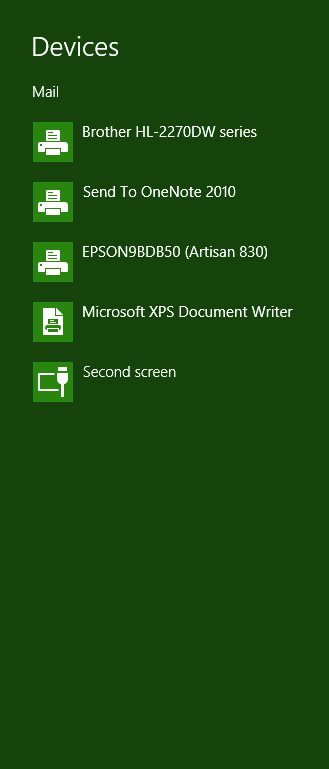 Devices
Mail
Brother HL-2270DW series
Send To OneNote 2010
EPSON9BDB50 (Artisan 830)
Microsoft XPS Document Writer
Second screen